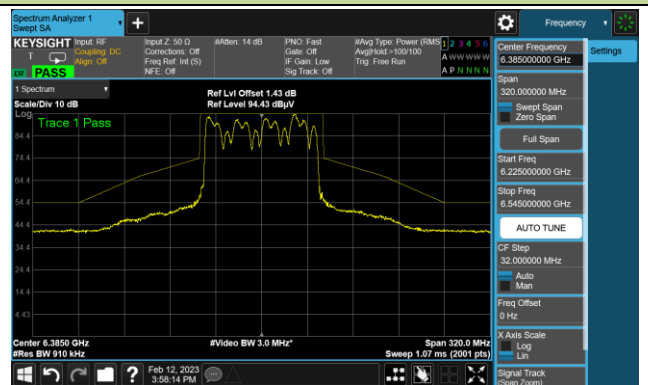 Spectrum Analyzer 1
Swept SA
+
Frequency
KEYSIGHT Input: RF Input Z: 50 Ω #Atten: 14 dB PNO: Fast #Avg Type: Power (RMS 1 2 3 4 5 6
T Coupling: DC Corrections: Off Gate: Off Avg|Hold:>100/100 A W W W W W
Align: Off Freq Ref: Int (S) IF Gain: Low Trig: Free Run
LXI PASS NFE: Off Sig Track: Off A P N N N N
1 Spectrum
Scale/Div 10 dB
Ref Lvl Offset 1.43 dB
Ref Level 94.43 dBµV
Log
Trace 1 Pass
84.4
74.4
64.4
54.4
44.4
34.4
24.4
14.4
4.43
Center 6.3850 GHz #Video BW 3.0 MHz* Span 320.0 MHz
#Res BW 910 kHz Sweep 1.07 ms (2001 pts)
Center Frequency
6.385000000 GHz
Settings
Span
320.000000 MHz
Swept Span
Zero Span
Full Span
Start Freq
6.225000000 GHz
Stop Freq
6.545000000 GHz
AUTO TUNE
CF Step
32.000000 MHz
Auto
Man
Freq Offset
0 Hz
X Axis Scale
Log
Lin
Signal Track
(Span Zoom)
?
Feb 12, 2023
3:58:14 PM